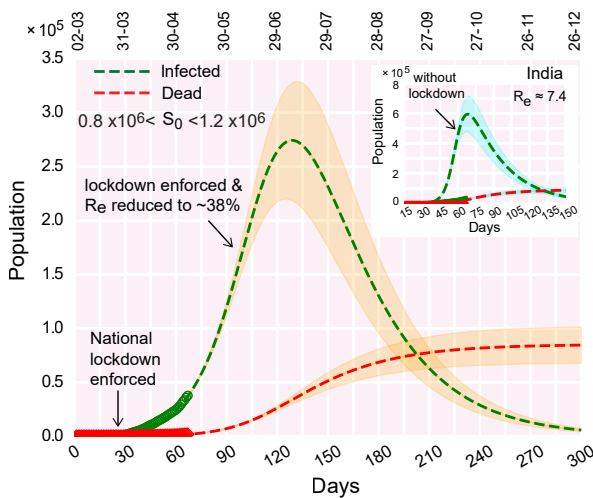 02-03 31-03 30-04 30-05 29-06 29-07 28-08 27-09 27-10 26-11 26-12
× 10⁵
3.5
3.0
2.5
2.0
1.5
1.0
0.5
0.0
Population
Infected
Dead
0.8 x10⁶< S₀ <1.2 x10⁶
lockdown enforced &
Rₑ reduced to ~38%
National
lockdown
enforced
0 30 60 90 120 150 180 210 240 270 300
Days
× 10⁵
without
lockdown
India
Rₑ ≈ 7.4
8
6
4
2
0
Population
15 30 45 60 75 90 105 120 135 150
Days